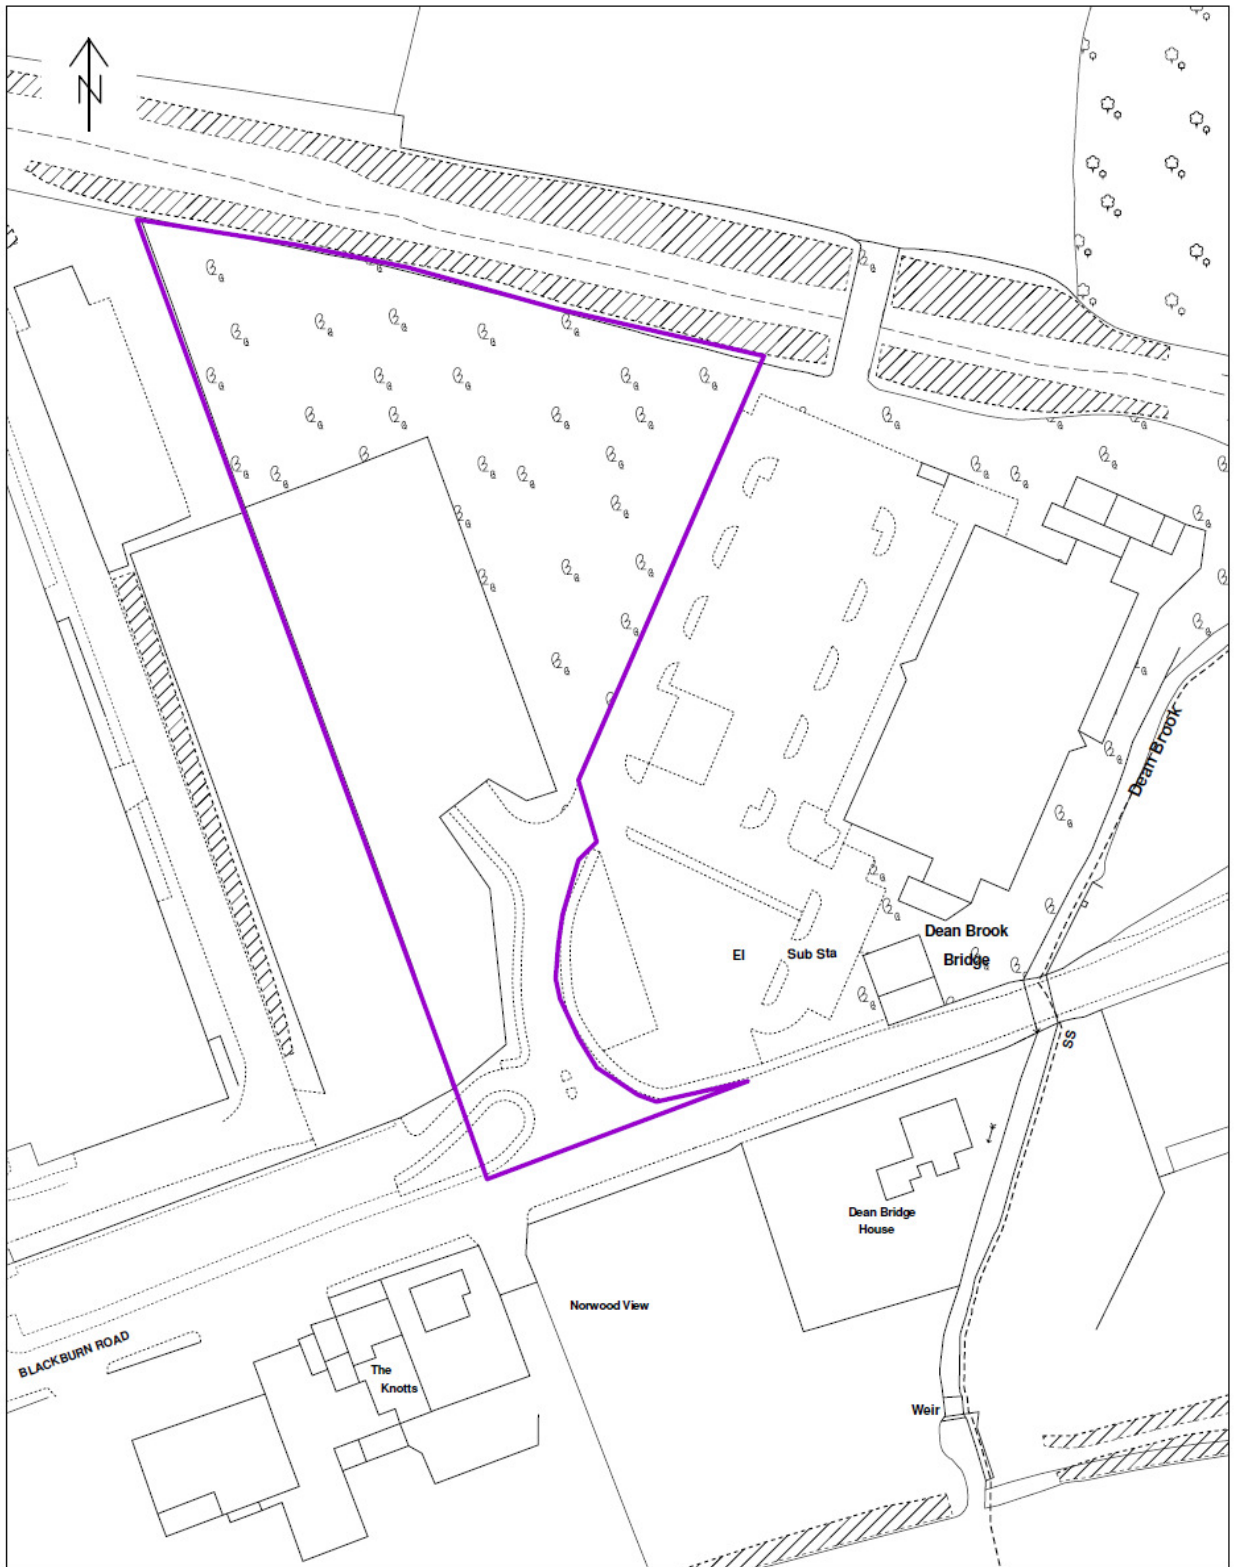 N
Dean Brook
Dean Brook
Bridge
El Sub Sta
SS
Dean Bridge
House
Norwood View
BLACKBURN ROAD
The
Knotts
Weir